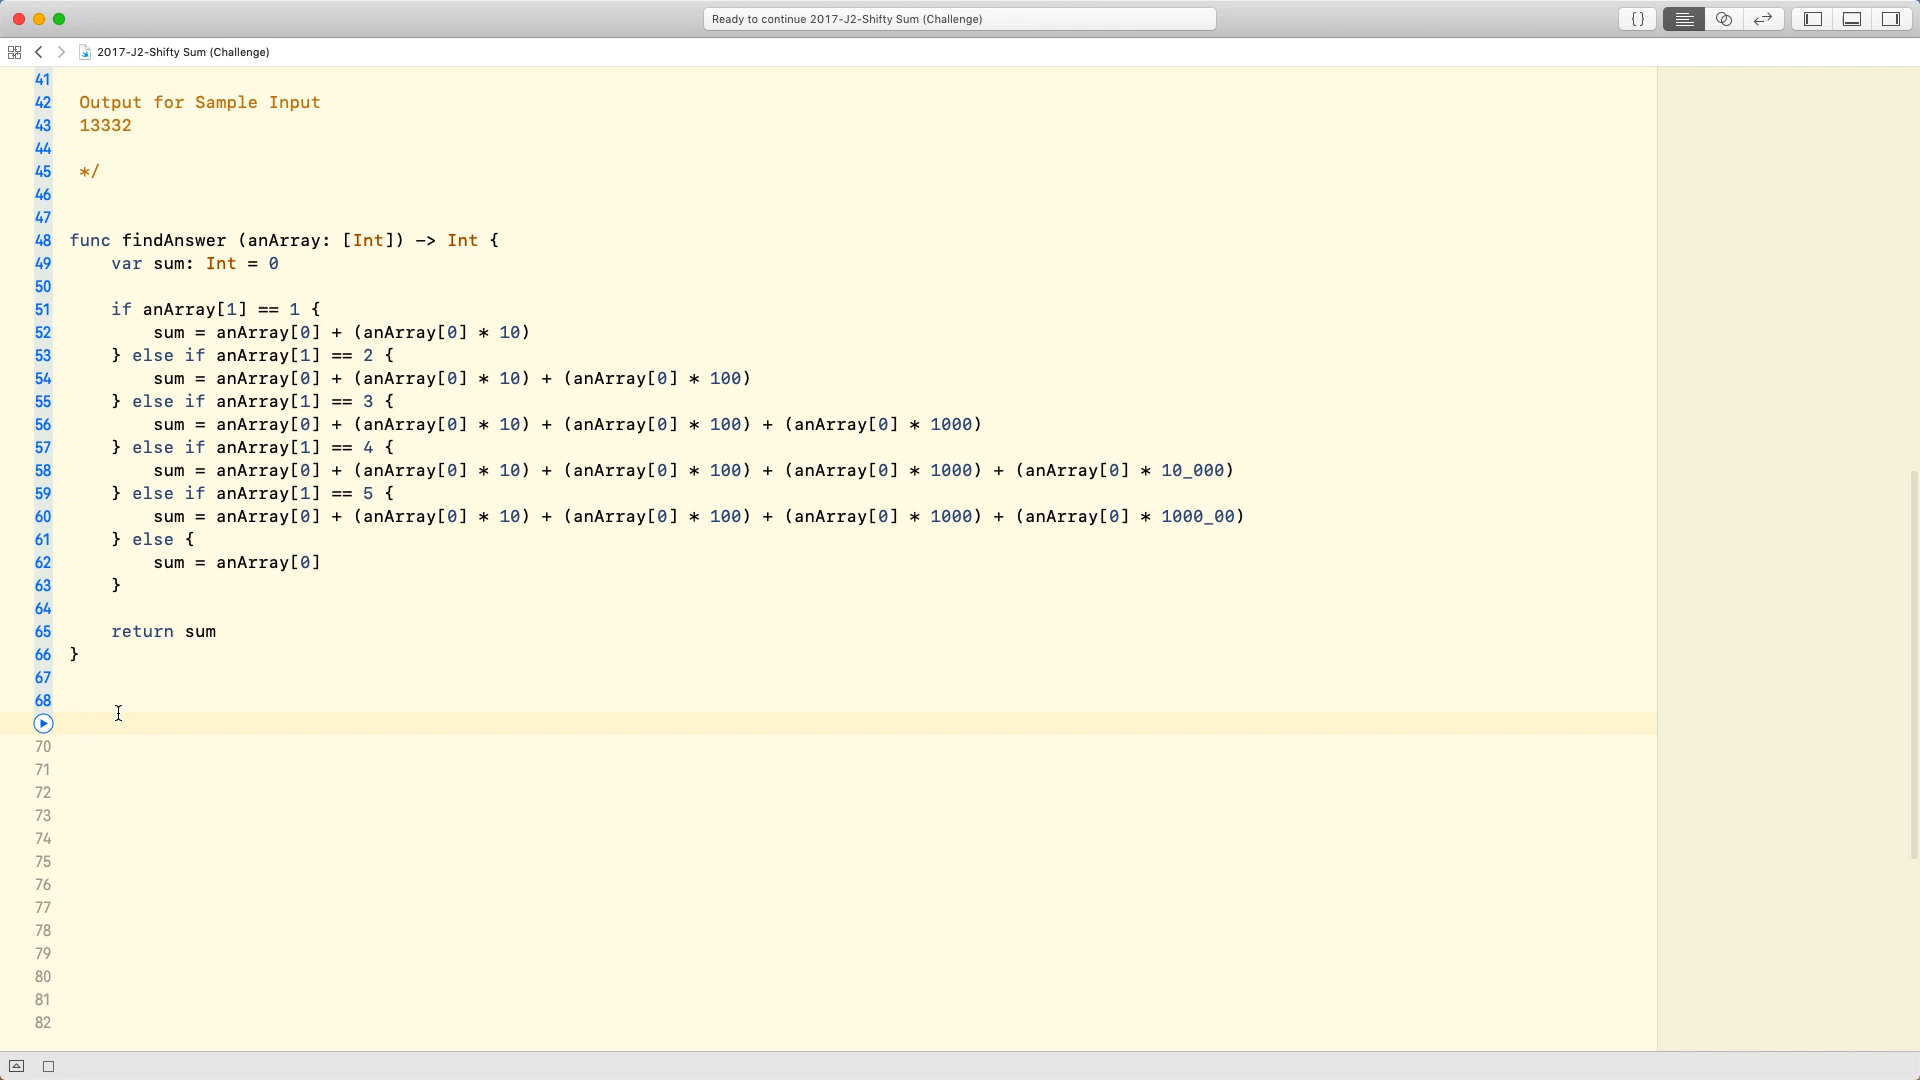 Ready to continue 2017-J2-Shifty Sum (Challenge)
{}
2017-J2-Shifty Sum (Challenge)
41
42 Output for Sample Input
43 13332
44
45 */
46
47
48 func findAnswer (anArray: [Int]) -> Int {
49 var sum: Int = 0
50
51 if anArray[1] == 1 {
52 sum = anArray[0] + (anArray[0] * 10)
53 } else if anArray[1] == 2 {
54 sum = anArray[0] + (anArray[0] * 10) + (anArray[0] * 100)
55 } else if anArray[1] == 3 {
56 sum = anArray[0] + (anArray[0] * 10) + (anArray[0] * 100) + (anArray[0] * 1000)
57 } else if anArray[1] == 4 {
58 sum = anArray[0] + (anArray[0] * 10) + (anArray[0] * 100) + (anArray[0] * 1000) + (anArray[0] * 10_000)
59 } else if anArray[1] == 5 {
60 sum = anArray[0] + (anArray[0] * 10) + (anArray[0] * 100) + (anArray[0] * 1000) + (anArray[0] * 1000_00)
61 } else {
62 sum = anArray[0]
63 }
64
65 return sum
66 }
67
68
70
71
72
73
74
75
76
77
78
79
80
81
82